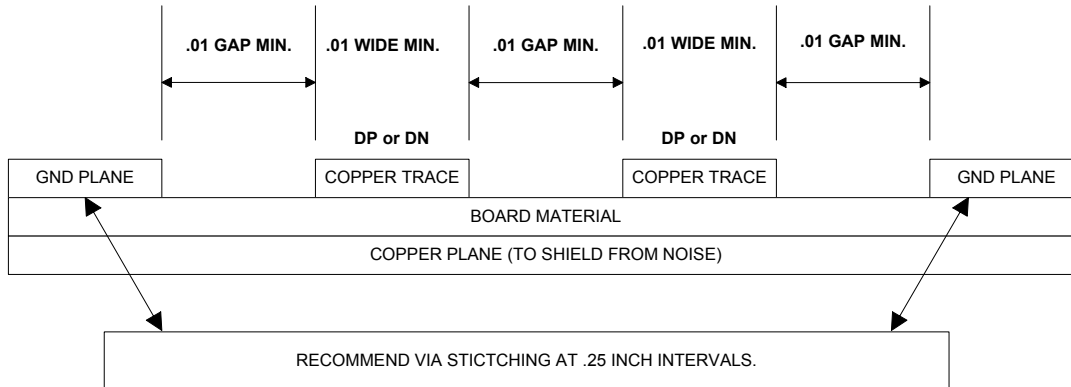 .01 GAP MIN. .01 WIDE MIN. .01 GAP MIN. .01 WIDE MIN. .01 GAP MIN.
DP or DN DP or DN
GND PLANE COPPER TRACE COPPER TRACE GND PLANE
BOARD MATERIAL
COPPER PLANE (TO SHIELD FROM NOISE)
RECOMMEND VIA STICTCHING AT .25 INCH INTERVALS.